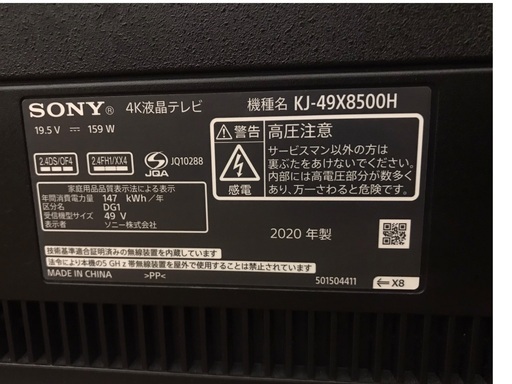 SONY® 4K液晶テレビ 機種名 KJ-49X8500H
19.5 V ⎓ 159 W
2.4DS/OF4 2.4FH1/XX4 JQA JQ10288
家庭用品品質表示法による表示
年間消費電力量 147 kWh/年
区分名 DG1
受信機型サイズ 49 V
表示者 ソニー株式会社
警告 高圧注意
感電
サービスマン以外の方は
裏ぶたをあけないでください。
内部には高電圧部分が数多く
あり、万一さわると危険です。
2020 年製
技術基準適合証明済みの無線装置を内蔵しています
法令により本機の5 GHz 帯無線装置を屋外で使用することは禁止されています
MADE IN CHINA >PP< 501504411 X8